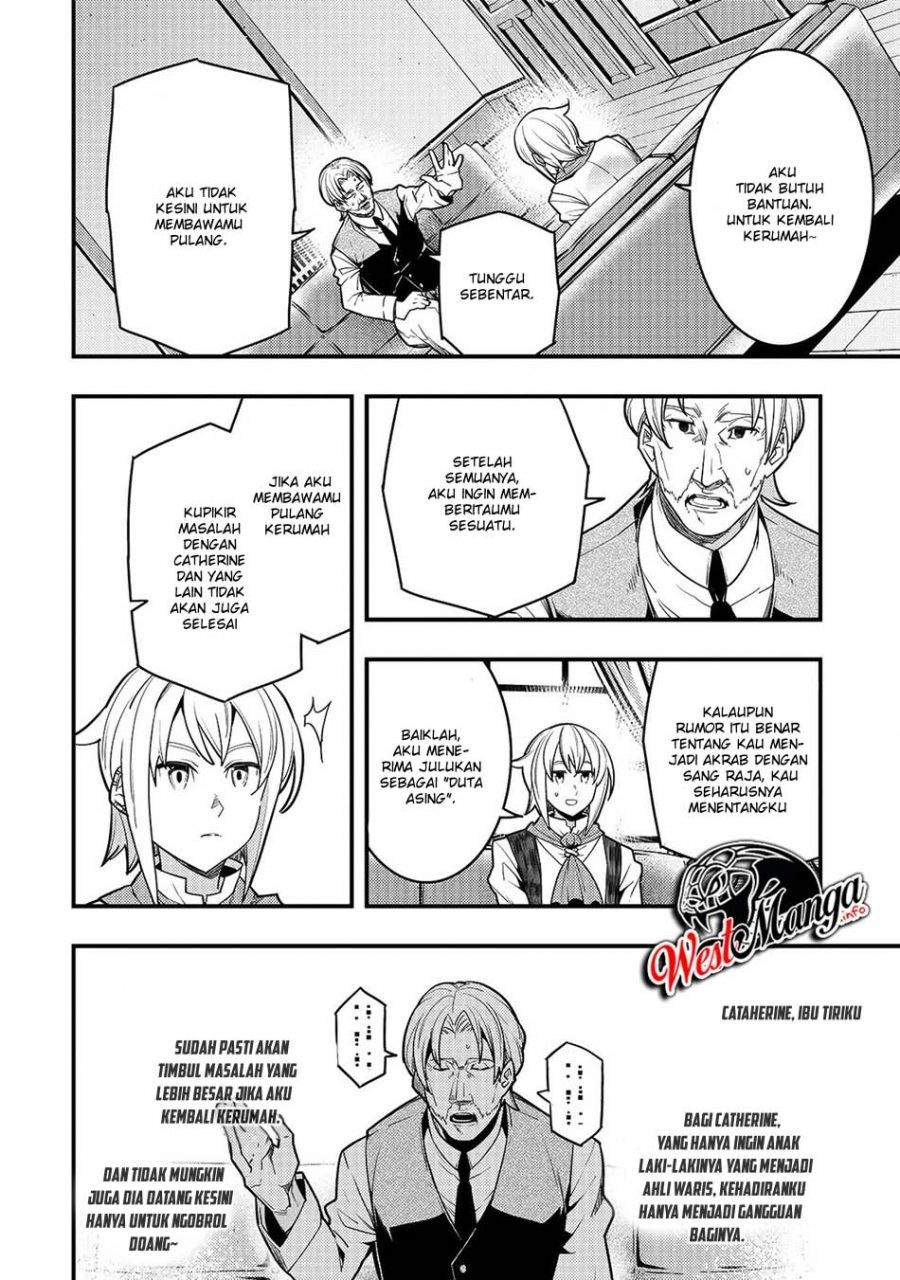 AKU
TIDAK BUTUH
BANTUAN.
UNTUK KEMBALI
KERUMAH~
TUNGGU
SEBENTAR.
AKU TIDAK
KESINI UNTUK
MEMBAWAMU
PULANG.
SETELAH
SEMUANYA,
AKU INGIN MEM-
BERITAUMU
SESUATU.
KALAUPUN
RUMOR ITU BENAR
TENTANG KAU MEN-
JADI AKRAB DENGAN
SANG RAJA, KAU
SEHARUSNYA
MENENTANGKU
BAIKLAH,
AKU MENE-
RIMA JULUKAN
SEBAGAI "DUTA
ASING".
JIKA AKU
MEMBAWAMU
PULANG
KERUMAH
KUPIKIR
MASALAH
DENGAN
CATHERINE
DAN YANG
LAIN TIDAK
AKAN JUGA
SELESAI
WestManga
.info
CATAHERINE, IBU TIRIKU
BAGI CATHERINE,
YANG HANYA INGIN ANAK
LAKI-LAKINYA YANG MENJADI
AHLI WARIS, KEHADIRANKU
HANYA MENJADI GANGGUAN
BAGINYA.
SUDAH PASTI AKAN
TIMBUL MASALAH YANG
LEBIH BESAR JIKA AKU
KEMBALI KERUMAH.
DAN TIDAK MUNGKIN
JUGA DIA DATANG KESINI
HANYA UNTUK NGOBROL
DOANG~